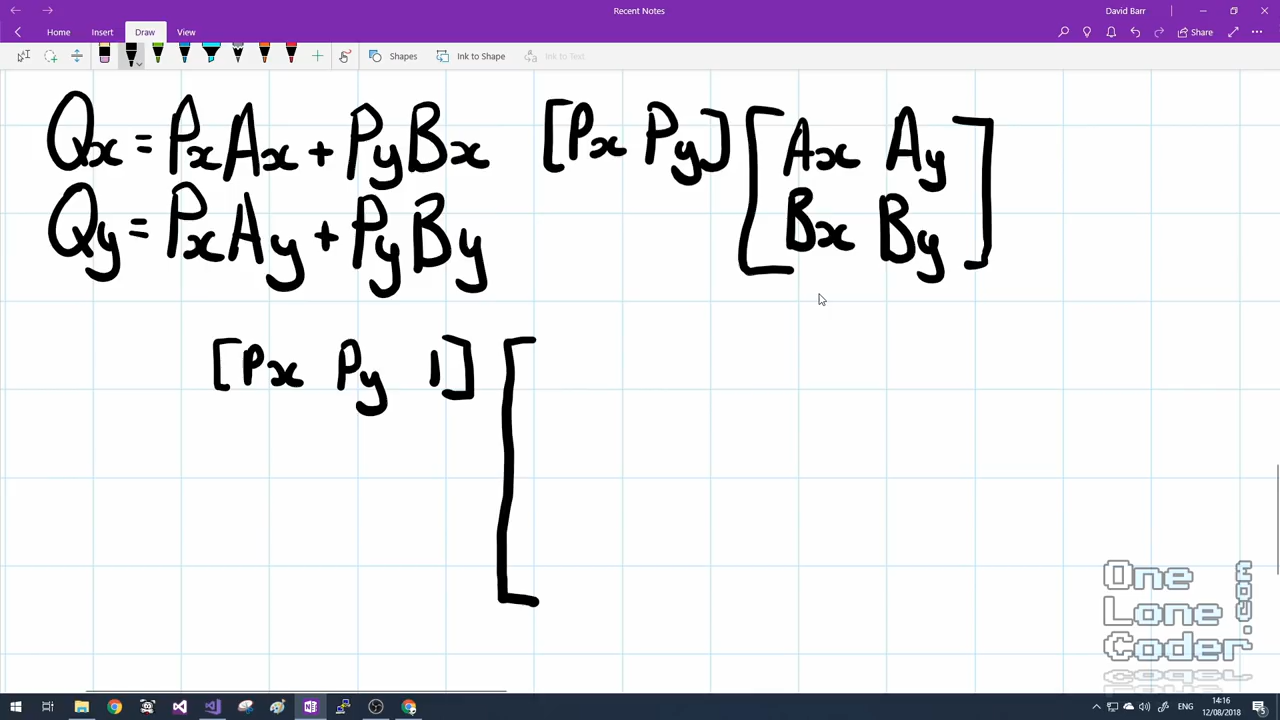 Recent Notes
David Barr
Home Insert Draw View
Share
Shapes Ink to Shape Ink to Text
Qx = PxAx + PyBx [Px Py] [Ax Ay
Qy = PxAy + PyBy Bx By]
[Px Py 1] [
One
Lone
Coder
.com
ENG
14:16
12/08/2018